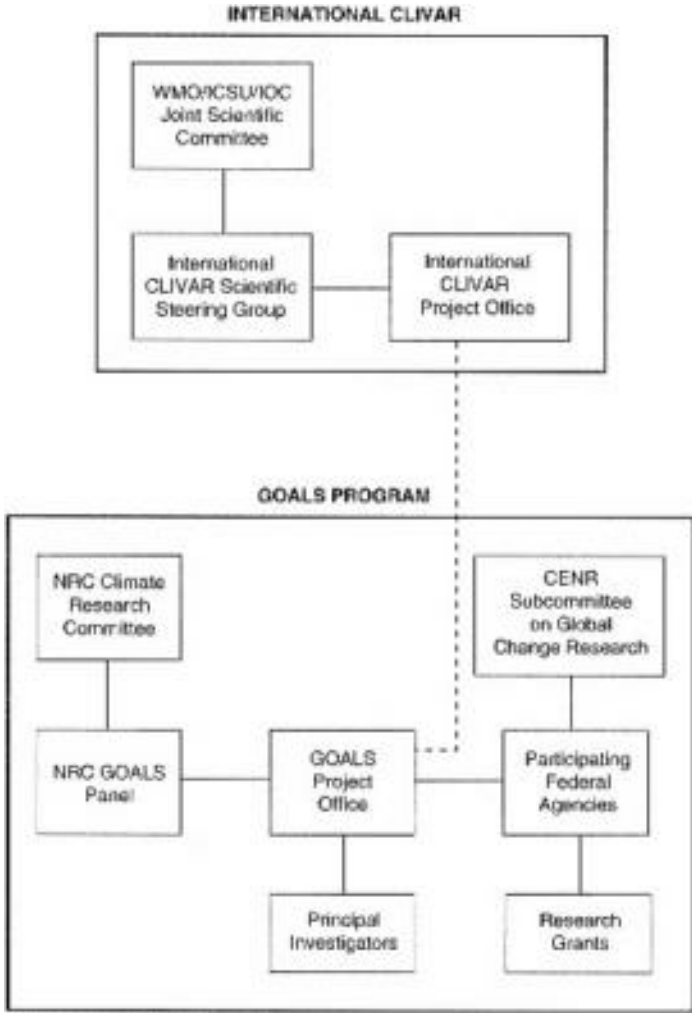 INTERNATIONAL CLIVAR
WMO/ICSU/IOC
Joint Scientific
Committee
International
CLIVAR Scientific
Steering Group
International
CLIVAR
Project Office
GOALS PROGRAM
NRC Climate
Research
Committee
CENR
Subcommittee
on Global
Change Research
NRC GOALS
Panel
GOALS
Project
Office
Participating
Federal
Agencies
Principal
Investigators
Research
Grants